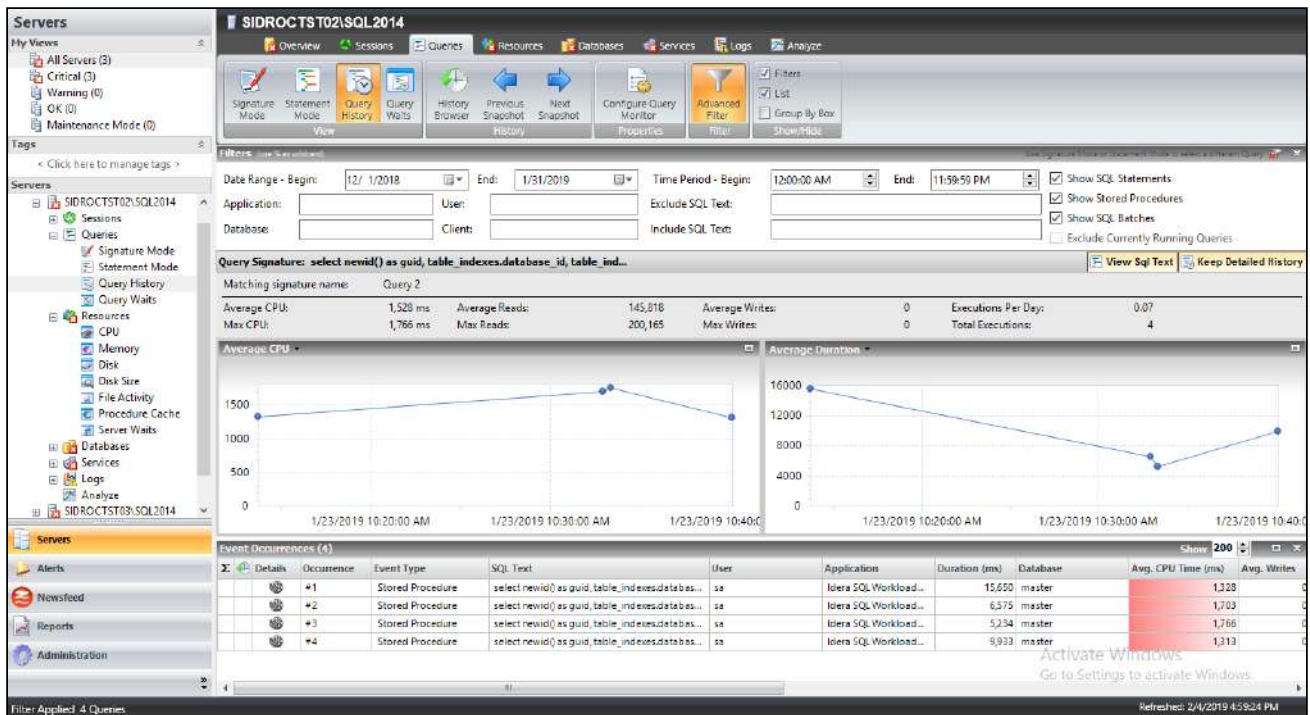 Servers
SIDROCTST02\SQL2014
My Views
All Servers (3)
Critical (3)
Warning (0)
OK (0)
Maintenance Mode (0)
Tags
< Click here to manage tags >
Servers
SIDROCTST02\SQL2014
Sessions
Queries
Signature Mode
Statement Mode
Query History
Query Waits
Resources
CPU
Memory
Disk
Disk Size
File Activity
Procedure Cache
Server Waits
Databases
Services
Logs
Analyze
SIDROCTST03\SQL2014
Servers
Alerts
Newsfeed
Reports
Administration
Overview Sessions Queries Resources Databases Services Logs Analyze
Signature Mode Statement Mode Query History Query Waits History Browser Previous Snapshot Next Snapshot Configure Query Monitor Advanced Filter
Filters
List
Group By Box
View History Properties Filter Show/Hide
Filters
Date Range - Begin: 12/ 1/2018 End: 1/31/2019 Time Period - Begin: 12:00:00 AM End: 11:59:59 PM Show SQL Statements
Application: User: Exclude SQL Text: Show Stored Procedures
Show SQL Batches
Database: Client: Include SQL Text: Exclude Currently Running Queries
Query Signature: select newid() as guid, table_indexes.database_id, table_ind... View Sql Text Keep Detailed History
Matching signature name: Query 2
Average CPU: 1,528 ms Average Reads: 145,818 Average Writes: 0 Executions Per Day: 0.07
Max CPU: 1,766 ms Max Reads: 200,165 Max Writes: 0 Total Executions: 4
Average CPU
1500
1000
500
0
1/23/2019 10:20:00 AM 1/23/2019 10:30:00 AM 1/23/2019 10:40:0
Average Duration
16000
12000
8000
4000
0
1/23/2019 10:20:00 AM 1/23/2019 10:30:00 AM 1/23/2019 10:40:0
Event Occurrences (4) Show 200
Σ Details Occurrence Event Type SQL Text User Application Duration (ms) Database Avg. CPU Time (ms) Avg. Writes
#1 Stored Procedure select newid() as guid, table_indexes.databas... sa Idera SQL Workload... 15,650 master 1,328 0
#2 Stored Procedure select newid() as guid, table_indexes.databas... sa Idera SQL Workload... 6,575 master 1,703 0
#3 Stored Procedure select newid() as guid, table_indexes.databas... sa Idera SQL Workload... 5,234 master 1,766 0
#4 Stored Procedure select newid() as guid, table_indexes.databas... sa Idera SQL Workload... 9,933 master 1,313 0
Activate Windows
Go to Settings to activate Windows.
Filter Applied 4 Queries Refreshed: 2/4/2019 4:59:24 PM